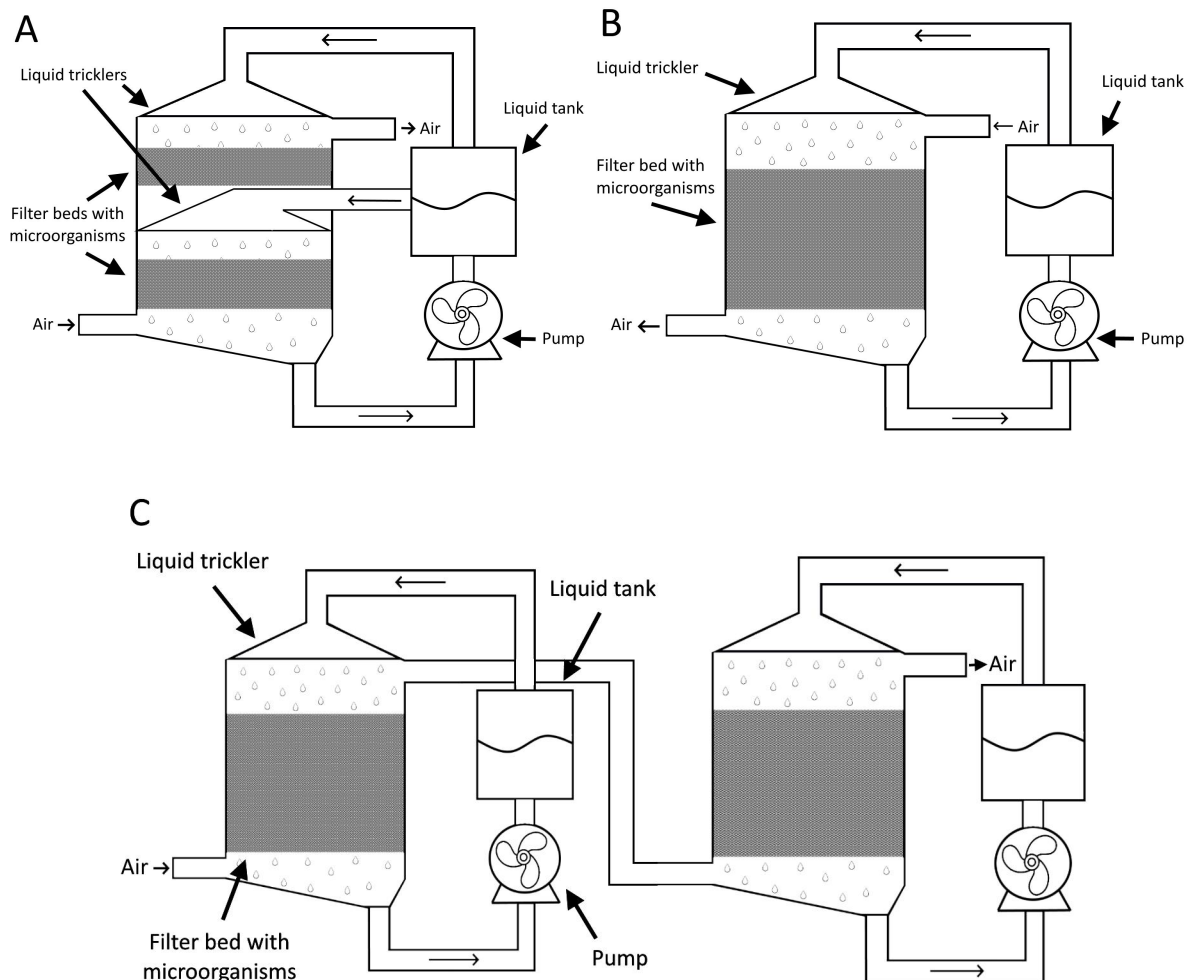 A
Liquid tricklers
Liquid tank
Air
Filter beds with
microorganisms
Air
Pump
B
Liquid trickler
Liquid tank
Air
Filter bed with
microorganisms
Air
Pump
C
Liquid trickler
Liquid tank
Air
Air
Filter bed with
microorganisms
Pump